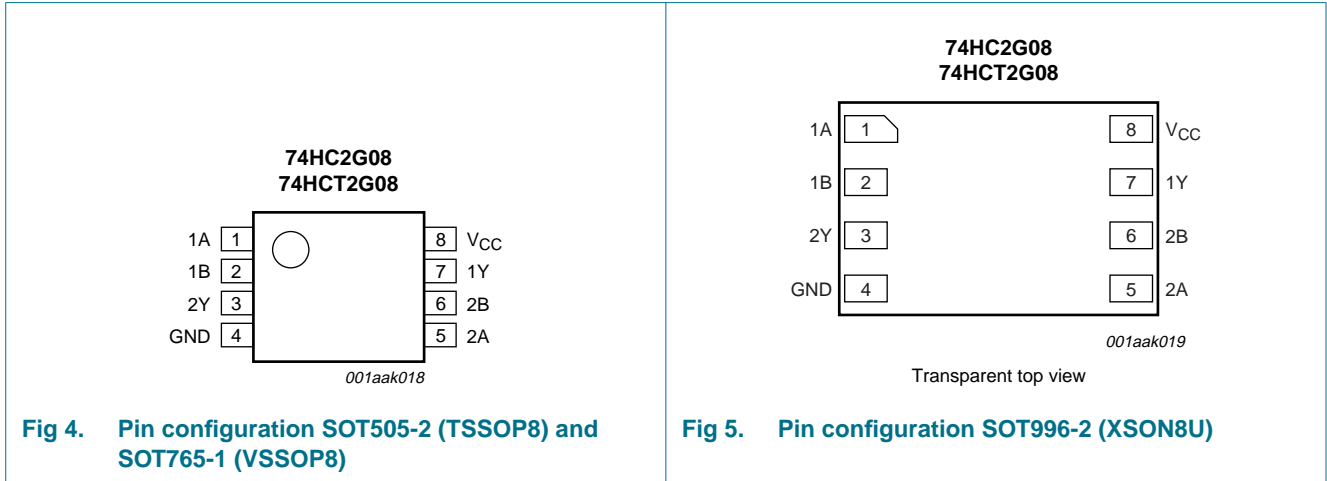 74HC2G08
74HCT2G08
1A 1 8 VCC
1B 2 7 1Y
2Y 3 6 2B
GND 4 5 2A
001aak018
Fig 4. Pin configuration SOT505-2 (TSSOP8) and
SOT765-1 (VSSOP8)
74HC2G08
74HCT2G08
1A 1 8 VCC
1B 2 7 1Y
2Y 3 6 2B
GND 4 5 2A
001aak019
Transparent top view
Fig 5. Pin configuration SOT996-2 (XSON8U)